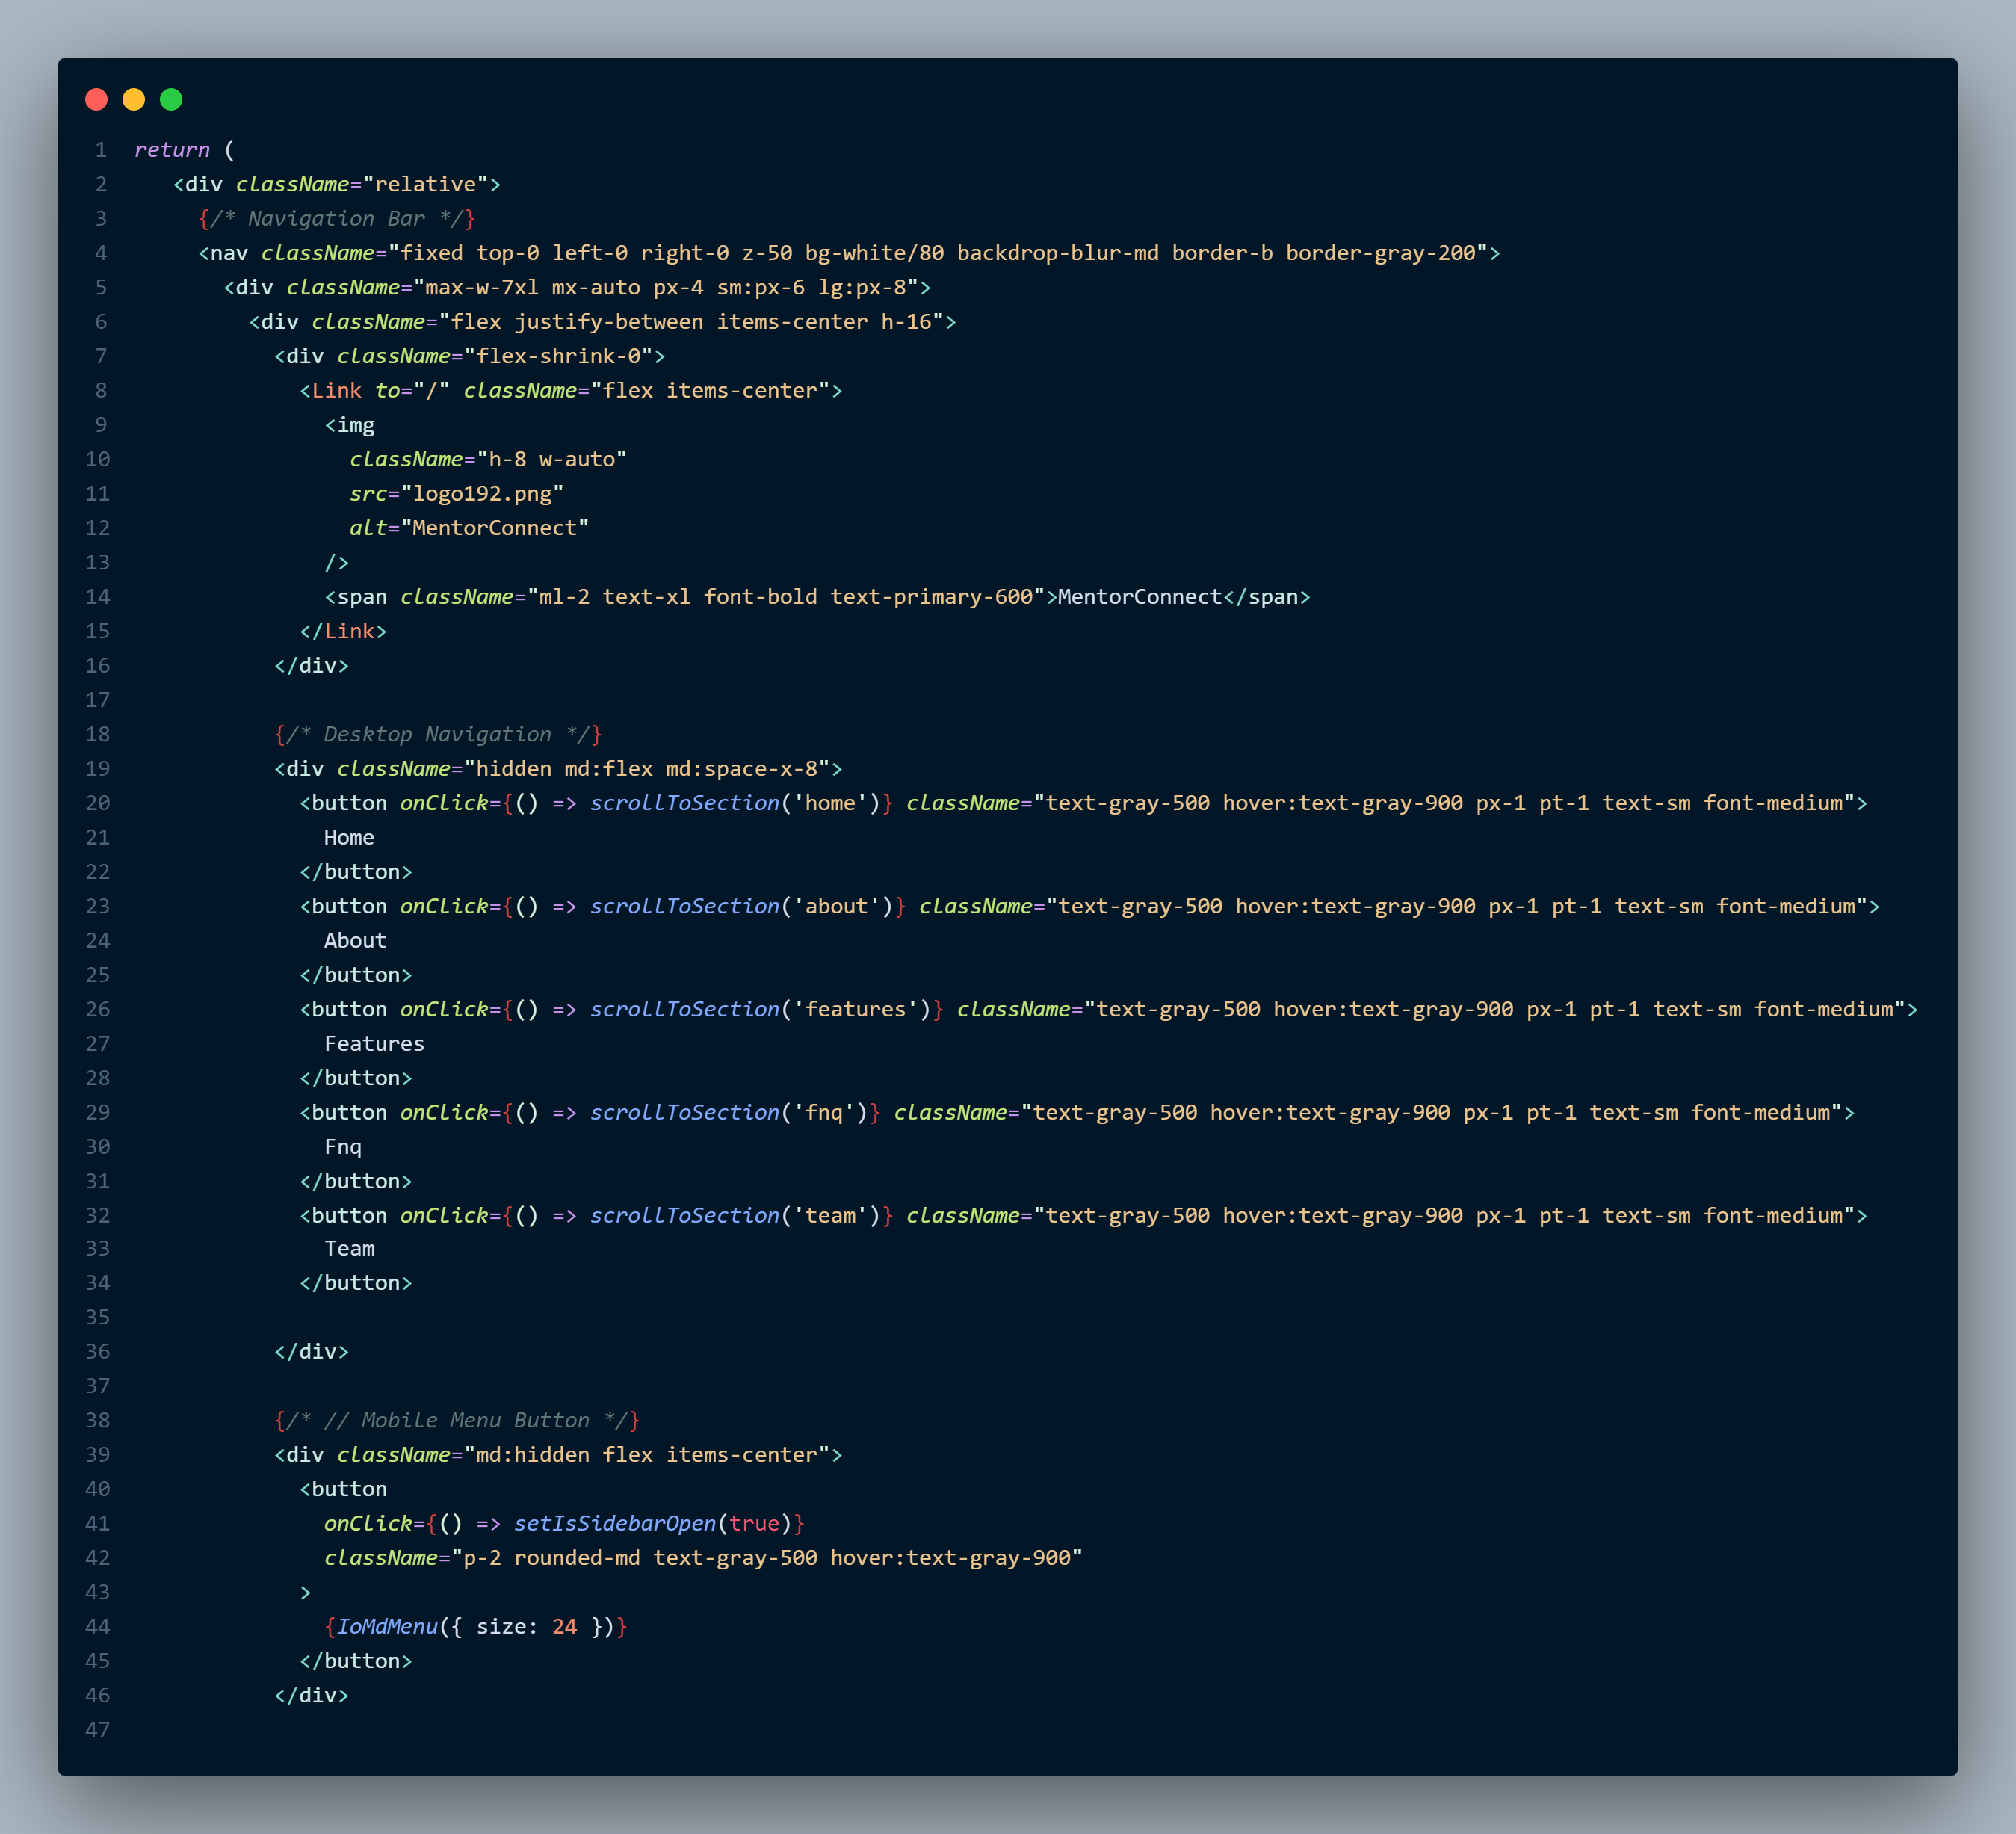 1 return (
2 <div className="relative">
3 {/* Navigation Bar */}
4 <nav className="fixed top-0 left-0 right-0 z-50 bg-white/80 backdrop-blur-md border-b border-gray-200">
5 <div className="max-w-7xl mx-auto px-4 sm:px-6 lg:px-8">
6 <div className="flex justify-between items-center h-16">
7 <div className="flex-shrink-0">
8 <Link to="/" className="flex items-center">
9 <img
10 className="h-8 w-auto"
11 src="logo192.png"
12 alt="MentorConnect"
13 />
14 <span className="ml-2 text-xl font-bold text-primary-600">MentorConnect</span>
15 </Link>
16 </div>
17
18 {/* Desktop Navigation */}
19 <div className="hidden md:flex md:space-x-8">
20 <button onClick={() => scrollToSection('home')} className="text-gray-500 hover:text-gray-900 px-1 pt-1 text-sm font-medium">
21 Home
22 </button>
23 <button onClick={() => scrollToSection('about')} className="text-gray-500 hover:text-gray-900 px-1 pt-1 text-sm font-medium">
24 About
25 </button>
26 <button onClick={() => scrollToSection('features')} className="text-gray-500 hover:text-gray-900 px-1 pt-1 text-sm font-medium">
27 Features
28 </button>
29 <button onClick={() => scrollToSection('fnq')} className="text-gray-500 hover:text-gray-900 px-1 pt-1 text-sm font-medium">
30 Fnq
31 </button>
32 <button onClick={() => scrollToSection('team')} className="text-gray-500 hover:text-gray-900 px-1 pt-1 text-sm font-medium">
33 Team
34 </button>
35
36 </div>
37
38 {/* // Mobile Menu Button */}
39 <div className="md:hidden flex items-center">
40 <button
41 onClick={() => setIsSidebarOpen(true)}
42 className="p-2 rounded-md text-gray-500 hover:text-gray-900"
43 >
44 {IoMdMenu({ size: 24 })}
45 </button>
46 </div>
47